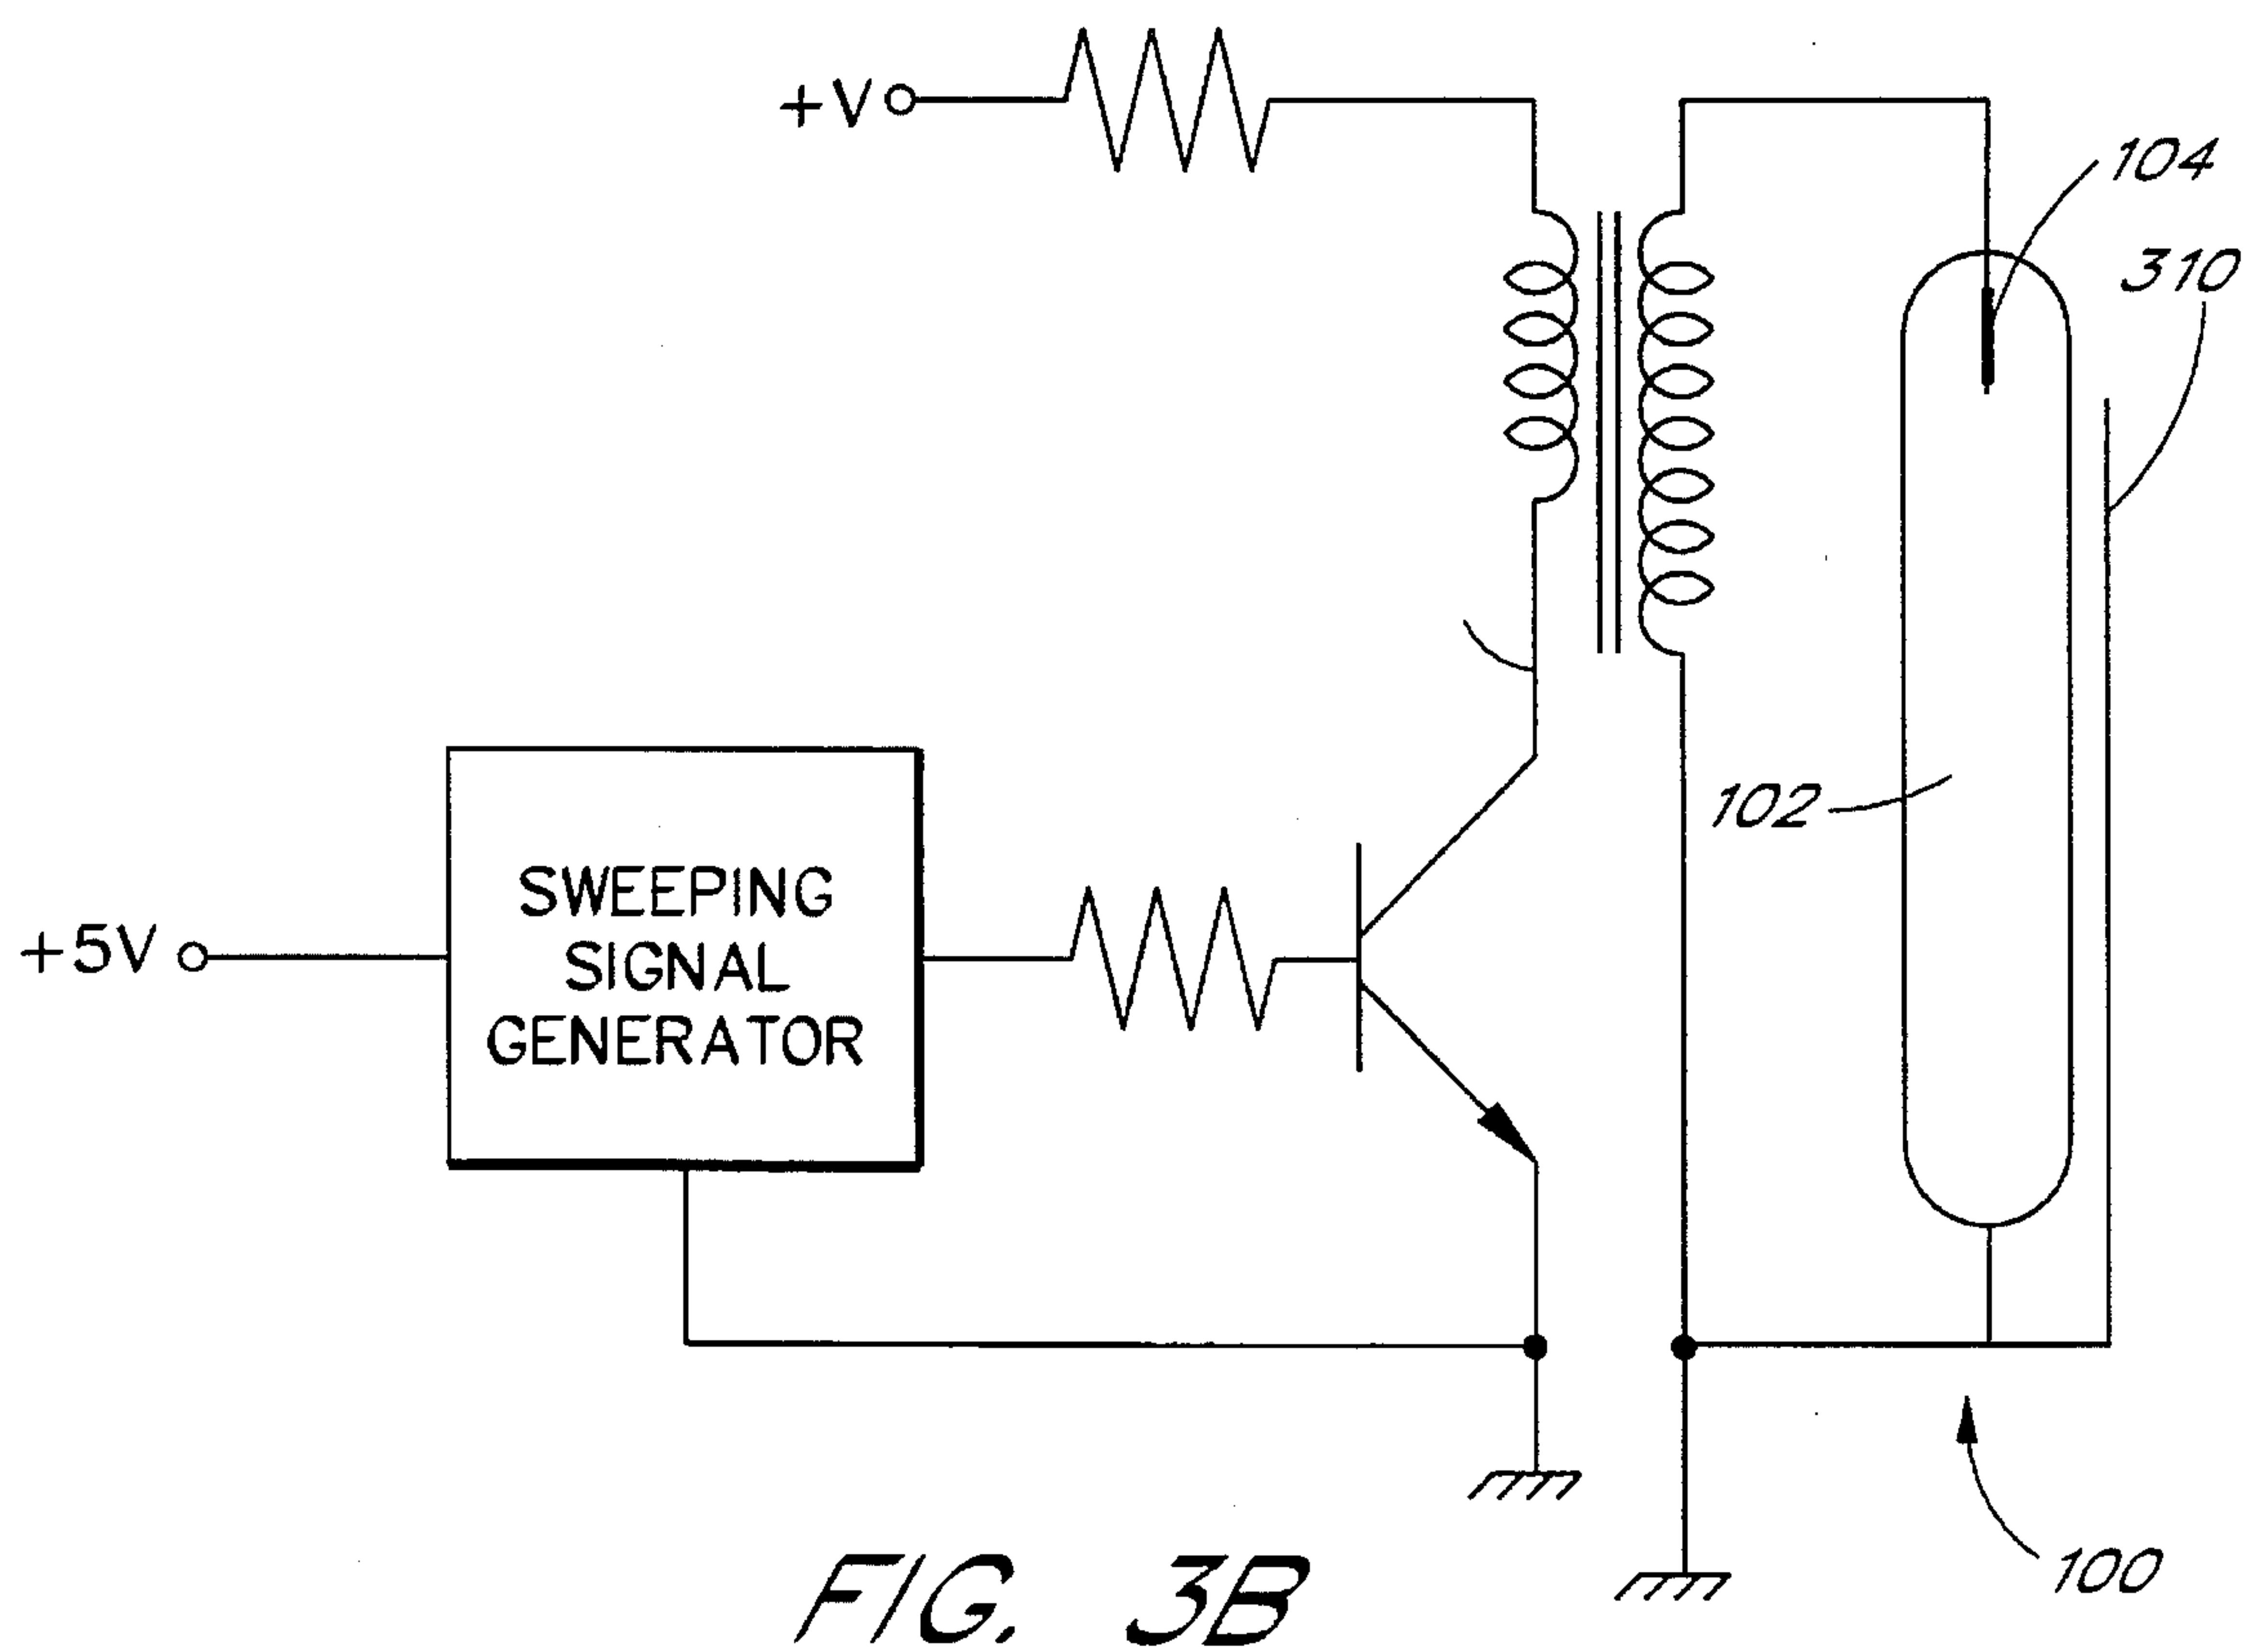 +V
104
310
102
+5V
SWEEPING
SIGNAL
GENERATOR
100
FIG. 3B